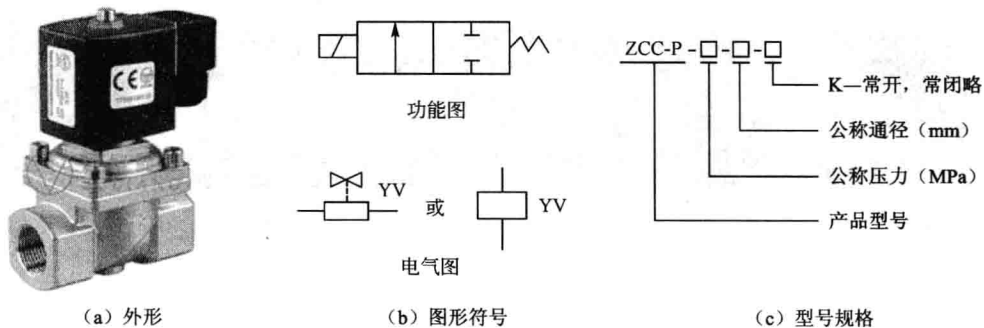 CE
功能图
YV
或
YV
电气图
ZCC-P-□-□-□
K—常开，常闭略
公称通径（mm）
公称压力（MPa）
产品型号
（a）外形
（b）图形符号
（c）型号规格